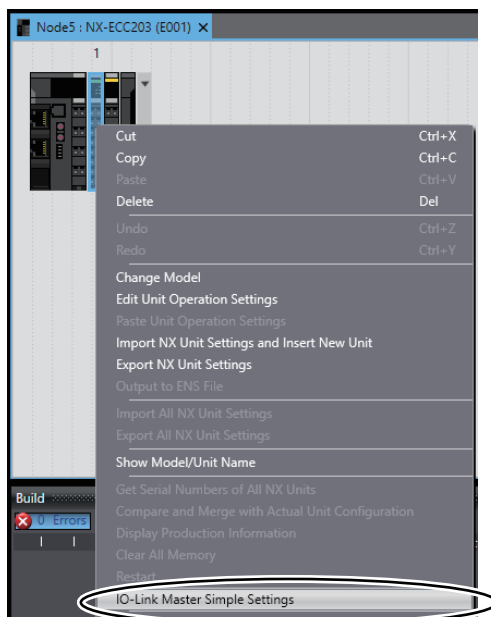 Node5 : NX-ECC203 (E001)
1
Cut Ctrl+X
Copy Ctrl+C
Paste Ctrl+V
Delete Del
Undo Ctrl+Z
Redo Ctrl+Y
Change Model
Edit Unit Operation Settings
Paste Unit Operation Settings
Import NX Unit Settings and Insert New Unit
Export NX Unit Settings
Output to ENS File
Import All NX Unit Settings
Export All NX Unit Settings
Show Model/Unit Name
Get Serial Numbers of All NX Units
Compare and Merge with Actual Unit Configuration
Display Production Information
Clear All Memory
Restart
IO-Link Master Simple Settings
Build
0 Errors